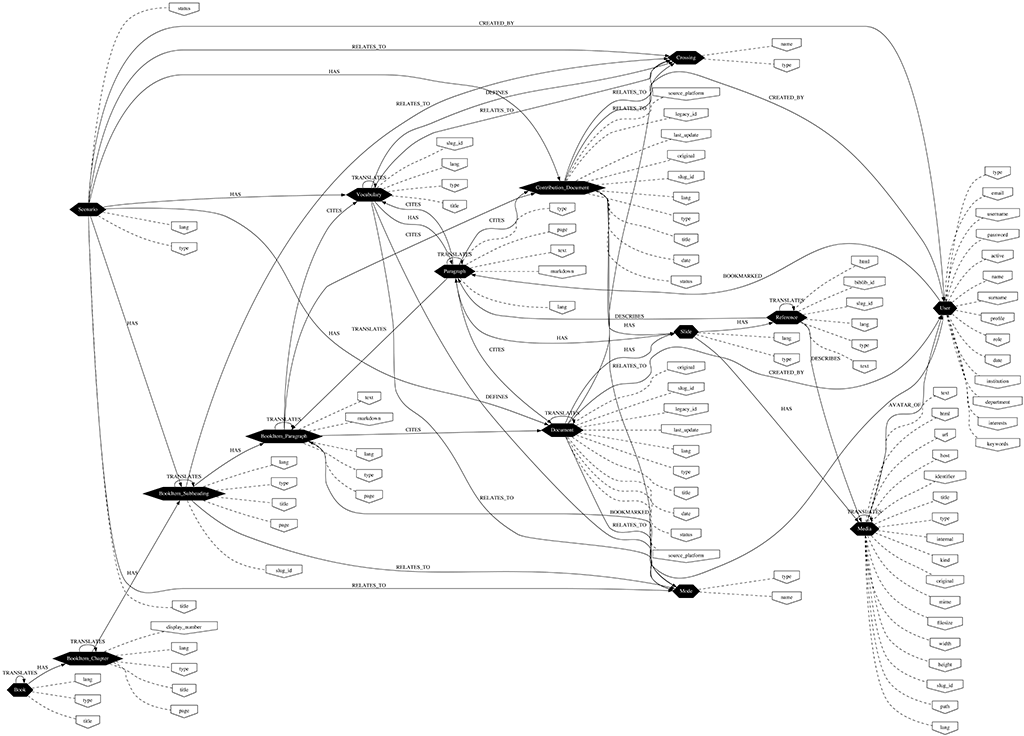 status
CREATED_BY
RELATES_TO
HAS
Crossing
name
type
RELATES_TO
DEFINES
RELATES_TO
RELATES_TO
RELATES_TO
CREATED_BY
source_platform
legacy_id
last_update
original
slug_id
lang
type
title
date
status
Contribution_Document
slug_id
lang
type
title
TRANSLATES
Vocabulary
HAS
CITES
CITES
HAS
CITES
CITES
Scenario
lang
type
type
page
text
markdown
lang
TRANSLATES
Paragraph
BOOKMARKED
type
email
username
password
active
name
surname
profile
role
date
institution
department
interests
keywords
User
html
biblib_id
slug_id
lang
type
text
TRANSLATES
Reference
DESCRIBES
HAS
HAS
HAS
Slide
lang
type
DESCRIBES
HAS
TRANSLATES
HAS
CITES
HAS
RELATES_TO
CREATED_BY
original
slug_id
legacy_id
last_update
lang
type
title
date
status
source_platform
DEFINES
TRANSLATES
Document
HAS
AVATAR_OF
text
html
url
host
identifier
title
type
internal
kind
original
mime
filesize
width
height
slug_id
path
lang
TRANSLATES
Media
text
markdown
lang
type
page
TRANSLATES
BookItem_Paragraph
CITES
HAS
lang
type
title
page
slug_id
TRANSLATES
BookItem_Subheading
RELATES_TO
BOOKMARKED
RELATES_TO
RELATES_TO
RELATES_TO
Mode
type
name
HAS
title
display_number
lang
type
title
page
TRANSLATES
BookItem_Chapter
TRANSLATES
HAS
Book
lang
type
title